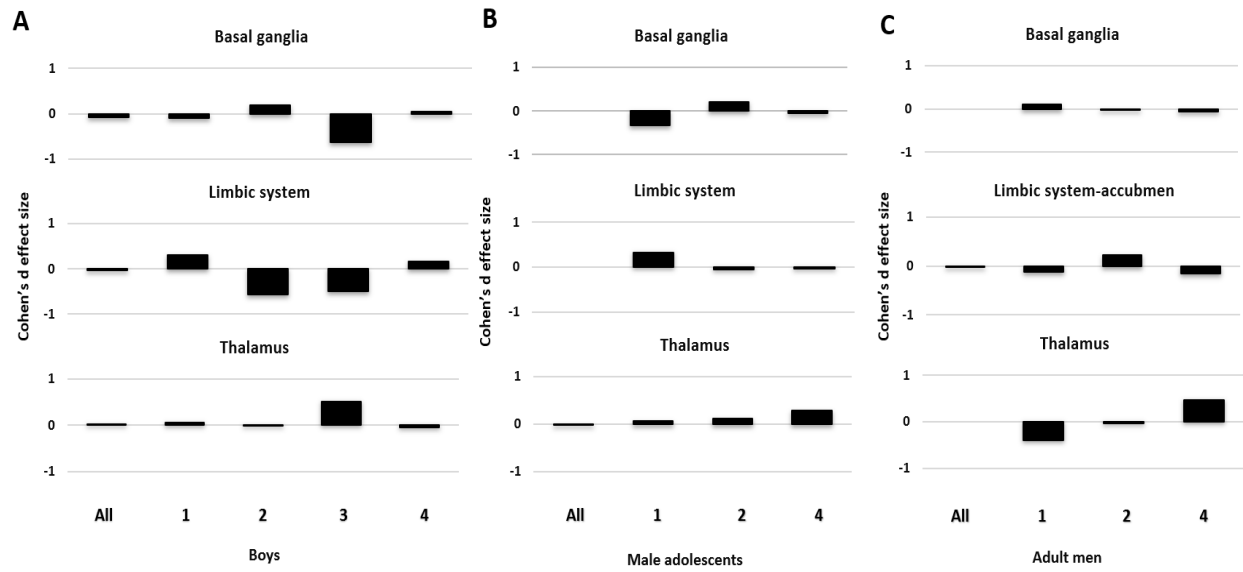 A
Basal ganglia
1
0
-1
Limbic system
1
0
-1
Thalamus
1
0
-1
Cohen's d effect size
All 1 2 3 4
Boys
B
Basal ganglia
1
0
-1
Limbic system
1
0
-1
Thalamus
1
0
-1
Cohen's d effect size
All 1 2 4
Male adolescents
C
Basal ganglia
1
0
-1
Limbic system-accubmen
1
0
-1
Thalamus
1
0
-1
Cohen's d effect size
All 1 2 4
Adult men